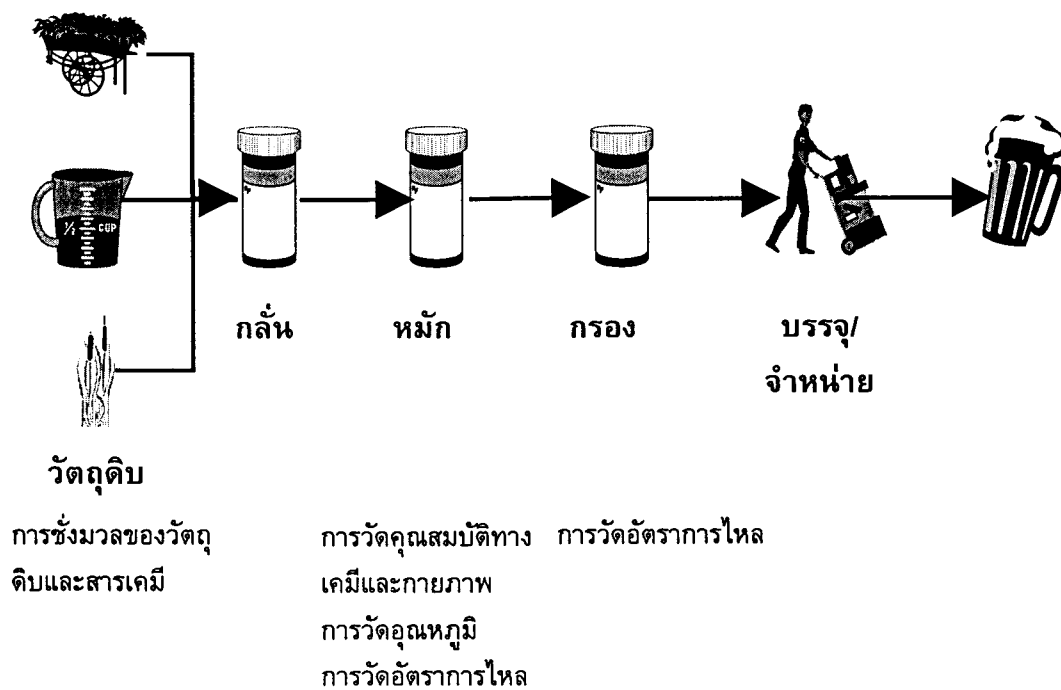 ½ CUP
กลั่น
หมัก
กรอง
บรรจุ/
จำหน่าย
วัตถุดิบ
การชั่งมวลของวัตถุ
ดิบและสารเคมี
การวัดคุณสมบัติทาง
เคมีและกายภาพ
การวัดอุณหภูมิ
การวัดอัตราการไหล
การวัดอัตราการไหล